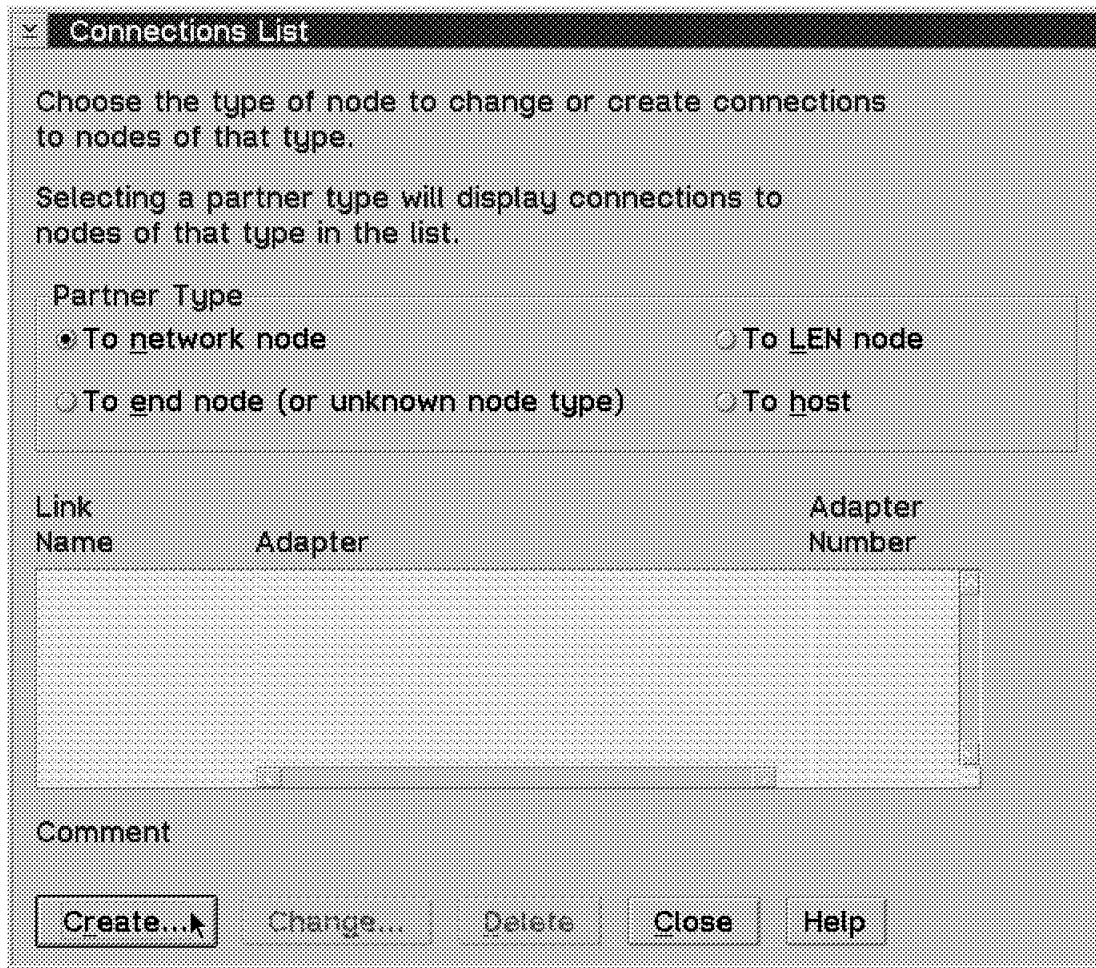 Connections List
Choose the type of node to change or create connections
to nodes of that type.
Selecting a partner type will display connections to
nodes of that type in the list.
Partner Type
To network node
To LEN node
To end node (or unknown node type)
To host
Link
Name
Adapter
Adapter
Number
Comment
Create...
Change...
Delete
Close
Help